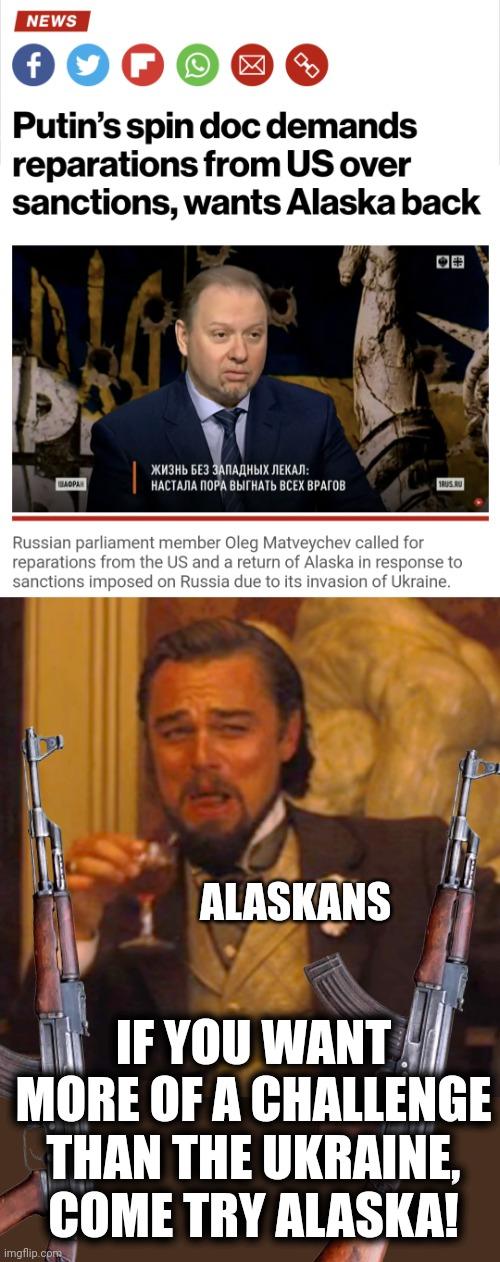 NEWS
Putin's spin doc demands
reparations from US over
sanctions, wants Alaska back
ЖИЗНЬ БЕЗ ЗАПАДНЫХ ЛЕКАЛ:
НАСТАЛА ПОРА ВЫГНАТЬ ВСЕХ ВРАГОВ
ШАФРАН
1RUS.RU
Russian parliament member Oleg Matveychev called for
reparations from the US and a return of Alaska in response to
sanctions imposed on Russia due to its invasion of Ukraine.
ALASKANS
IF YOU WANT
MORE OF A CHALLENGE
THAN THE UKRAINE,
COME TRY ALASKA!
imgflip.com